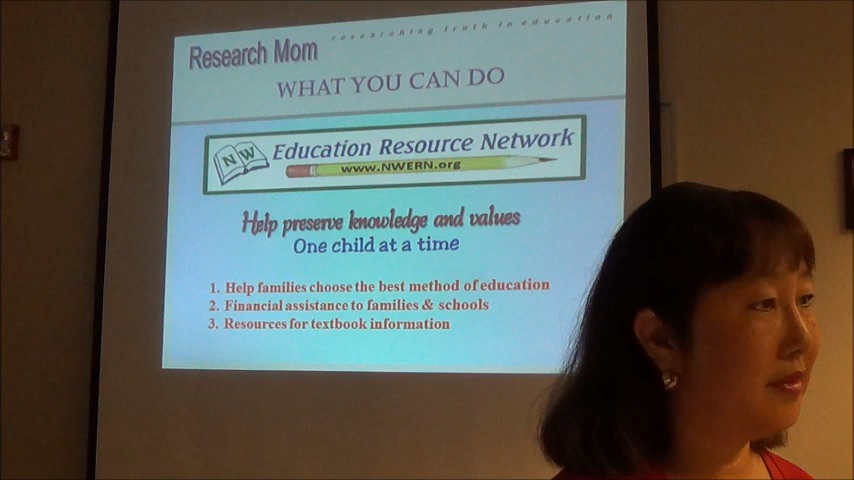 Research Mom
researching truth in education
WHAT YOU CAN DO
NW
Education Resource Network
www.NWERN.org
Help preserve knowledge and values
One child at a time
1. Help families choose the best method of education
2. Financial assistance to families & schools
3. Resources for textbook information